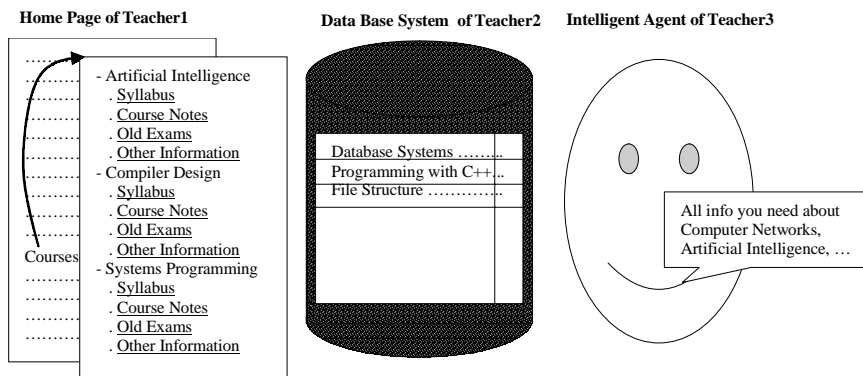 Home Page of Teacher1
Data Base System of Teacher2
Intelligent Agent of Teacher3
Courses
- Artificial Intelligence
. Syllabus
. Course Notes
. Old Exams
. Other Information
- Compiler Design
. Syllabus
. Course Notes
. Old Exams
. Other Information
- Systems Programming
. Syllabus
. Course Notes
. Old Exams
. Other Information
Database Systems ……...
Programming with C++...
File Structure …………...
All info you need about
Computer Networks,
Artificial Intelligence, …